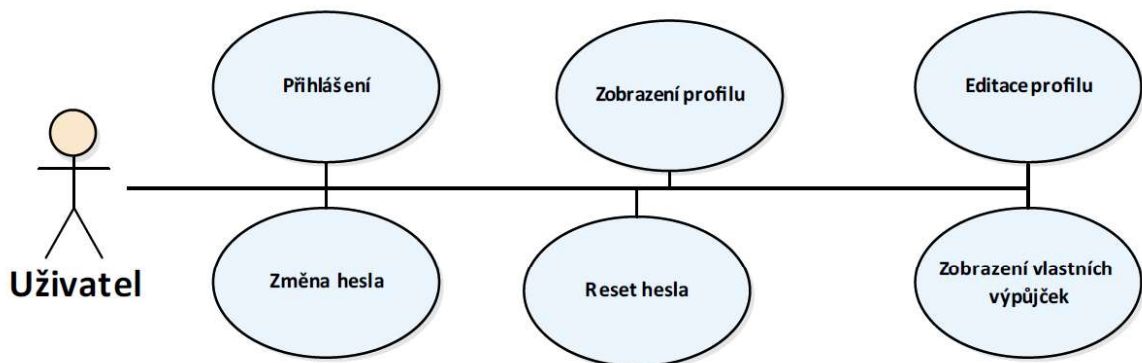 Přihlášení
Zobrazení profilu
Editace profilu
Uživatel
Změna hesla
Reset hesla
Zobrazení vlastních
výpůjček